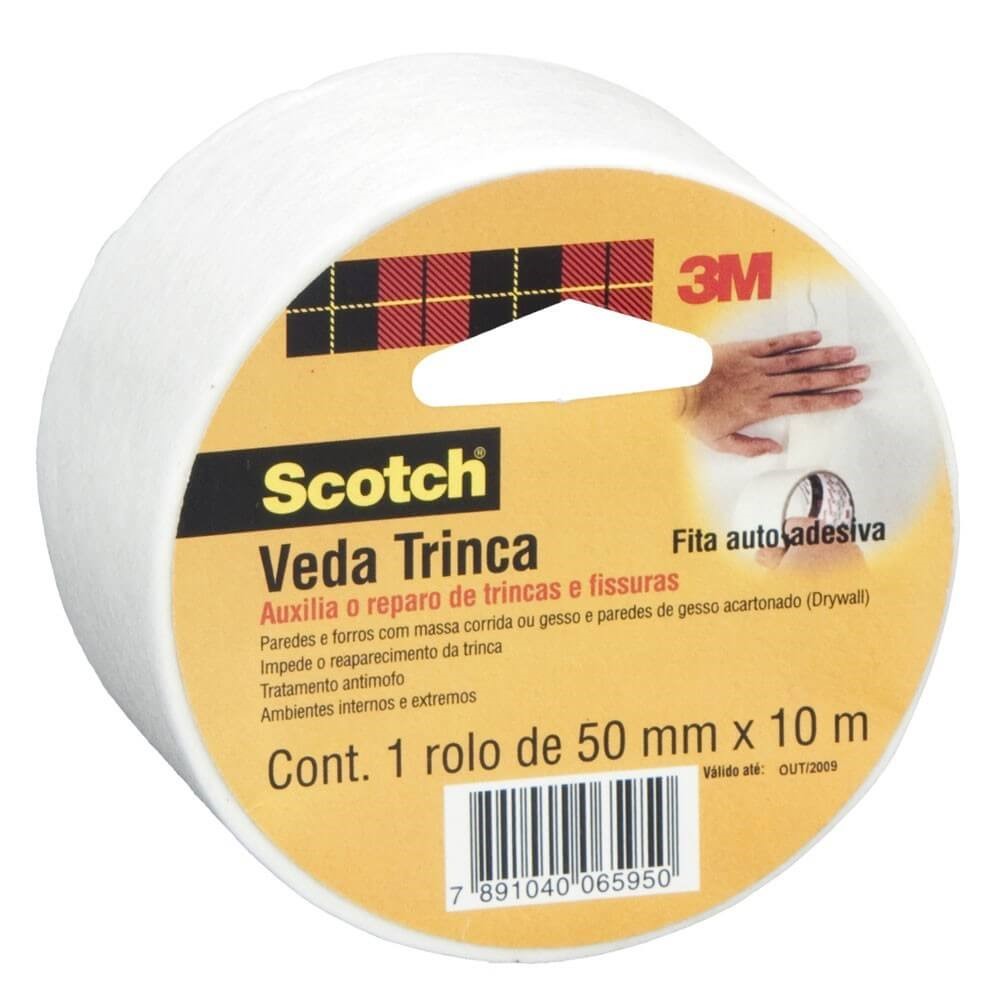 3M
Scotch®
Veda Trinca
Fita auto-adesiva
Auxilia o reparo de trincas e fissuras
Paredes e forros com massa corrida ou gesso e paredes de gesso acartonado (Drywall)
Impede o reaparecimento da trinca
Tratamento antimofo
Ambientes internos e extremos
Cont. 1 rolo de 50 mm x 10 m
Válido até: OUT/2009
7 891040 065950